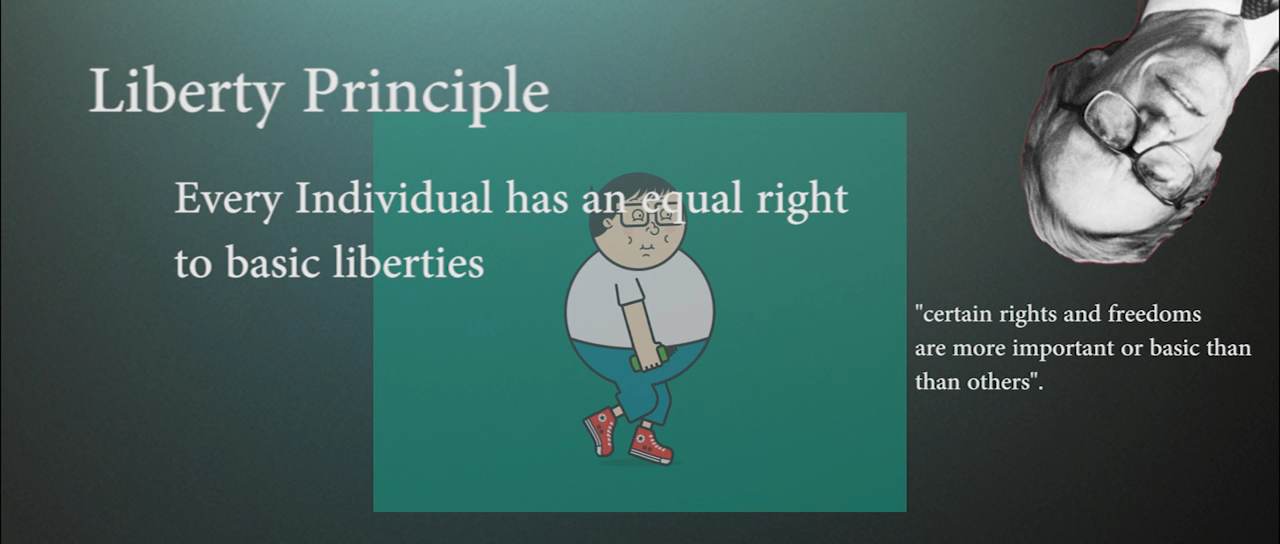 Liberty Principle
Every Individual has an equal right
to basic liberties
"certain rights and freedoms
are more important or basic than
than others".